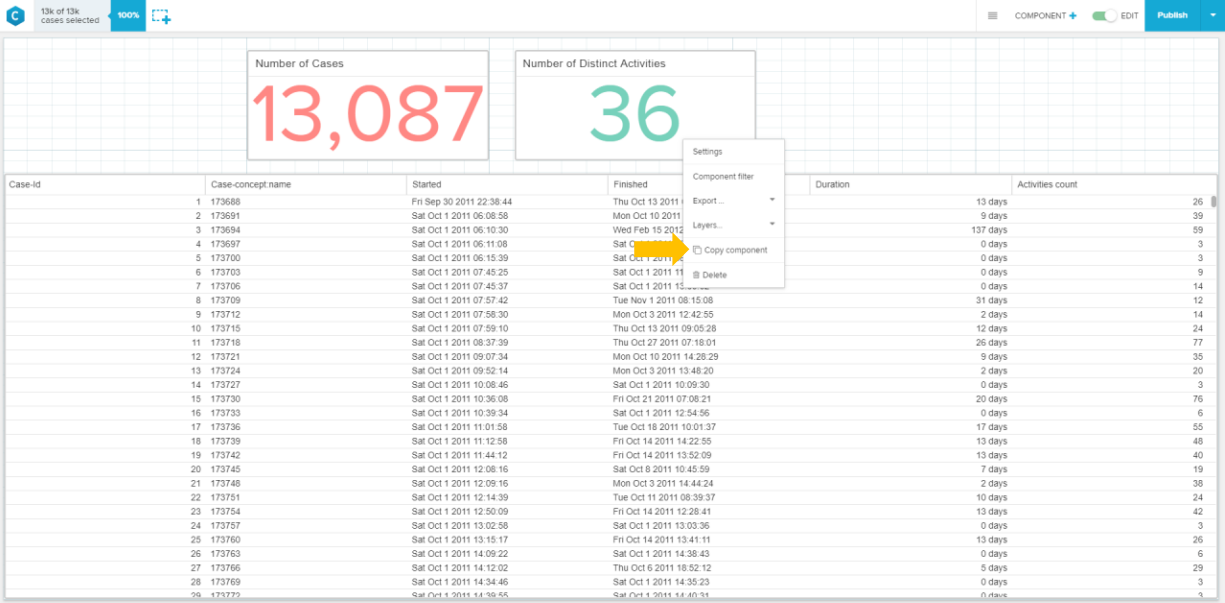 C
13k of 13k
cases selected
100%
COMPONENT +
EDIT
Publish
Number of Cases
Number of Distinct Activities
13,087
36
Settings
Component filter
Export ...
Layers...
Copy component
Delete
Case-Id Case-concept:name Started Finished Duration Activities count
1 173688 Fri Sep 30 2011 22:38:44 Thu Oct 13 2011 13 days 26
2 173691 Sat Oct 1 2011 06:08:58 Mon Oct 10 2011 9 days 39
3 173694 Sat Oct 1 2011 06:10:30 Wed Feb 15 2012 137 days 59
4 173697 Sat Oct 1 2011 06:11:08 Sat 0 days 3
5 173700 Sat Oct 1 2011 06:15:39 Sat Oct 1 2011 0 days 3
6 173703 Sat Oct 1 2011 07:45:25 Sat Oct 1 2011 11 0 days 9
7 173706 Sat Oct 1 2011 07:45:37 Sat Oct 1 2011 0 days 14
8 173709 Sat Oct 1 2011 07:57:42 Tue Nov 1 2011 08:15:08 31 days 12
9 173712 Sat Oct 1 2011 07:58:30 Mon Oct 3 2011 12:42:55 2 days 14
10 173715 Sat Oct 1 2011 07:59:10 Thu Oct 13 2011 09:05:28 12 days 24
11 173718 Sat Oct 1 2011 08:37:39 Thu Oct 27 2011 07:18:01 26 days 77
12 173721 Sat Oct 1 2011 09:07:34 Mon Oct 10 2011 14:28:29 9 days 35
13 173724 Sat Oct 1 2011 09:52:14 Mon Oct 3 2011 13:48:20 2 days 20
14 173727 Sat Oct 1 2011 10:08:46 Sat Oct 1 2011 10:09:30 0 days 3
15 173730 Sat Oct 1 2011 10:36:08 Fri Oct 21 2011 07:08:21 20 days 76
16 173733 Sat Oct 1 2011 10:39:34 Sat Oct 1 2011 12:54:56 0 days 6
17 173736 Sat Oct 1 2011 11:01:58 Tue Oct 18 2011 10:01:37 17 days 55
18 173739 Sat Oct 1 2011 11:12:58 Fri Oct 14 2011 14:22:55 13 days 48
19 173742 Sat Oct 1 2011 11:44:12 Fri Oct 14 2011 13:52:09 13 days 40
20 173745 Sat Oct 1 2011 12:08:16 Sat Oct 8 2011 10:45:59 7 days 19
21 173748 Sat Oct 1 2011 12:09:16 Mon Oct 3 2011 14:44:24 2 days 38
22 173751 Sat Oct 1 2011 12:14:39 Tue Oct 11 2011 08:39:37 10 days 24
23 173754 Sat Oct 1 2011 12:50:09 Fri Oct 14 2011 12:28:41 13 days 42
24 173757 Sat Oct 1 2011 13:02:58 Sat Oct 1 2011 13:03:36 0 days 3
25 173760 Sat Oct 1 2011 13:15:17 Fri Oct 14 2011 13:41:11 13 days 26
26 173763 Sat Oct 1 2011 14:09:22 Sat Oct 1 2011 14:38:43 0 days 6
27 173766 Sat Oct 1 2011 14:12:02 Thu Oct 6 2011 18:52:12 5 days 29
28 173769 Sat Oct 1 2011 14:34:46 Sat Oct 1 2011 14:35:23 0 days 3
29 173772 Sat Oct 1 2011 14:39:55 Sat Oct 1 2011 14:40:31 0 days 3